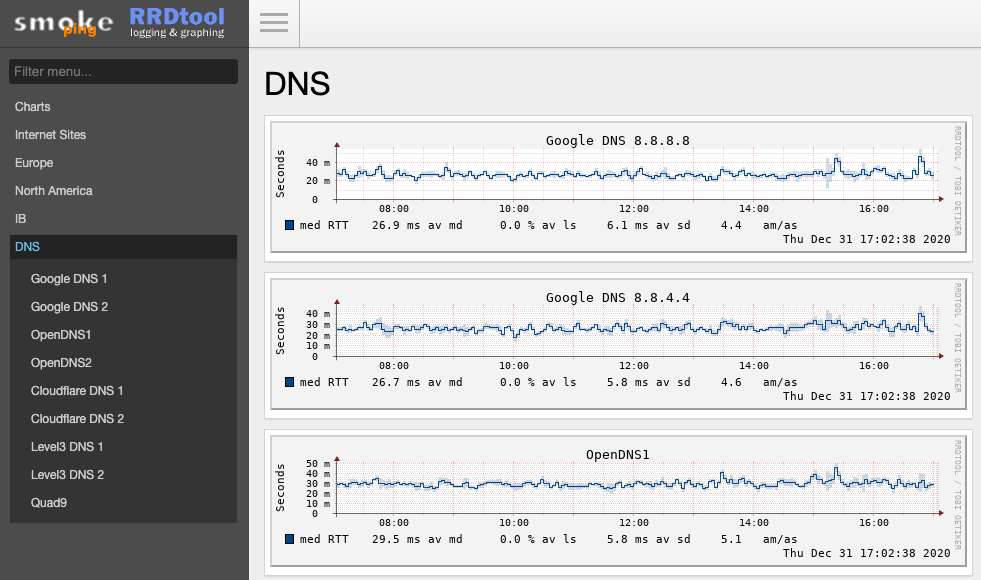 smokeping
RRDtool
logging & graphing
Filter menu...
Charts
Internet Sites
Europe
North America
IB
DNS
Google DNS 1
Google DNS 2
OpenDNS1
OpenDNS2
Cloudflare DNS 1
Cloudflare DNS 2
Level3 DNS 1
Level3 DNS 2
Quad9
DNS
Google DNS 8.8.8.8
Seconds
40 m
20 m
0
08:00 10:00 12:00 14:00 16:00
med RTT 26.9 ms av md 0.0 % av ls 6.1 ms av sd 4.4 am/as
Thu Dec 31 17:02:38 2020
RRDTOOL / TOBI OETIKER
Google DNS 8.8.4.4
Seconds
40 m
30 m
20 m
10 m
0
08:00 10:00 12:00 14:00 16:00
med RTT 26.7 ms av md 0.0 % av ls 5.8 ms av sd 4.6 am/as
Thu Dec 31 17:02:38 2020
RRDTOOL / TOBI OETIKER
OpenDNS1
Seconds
50 m
40 m
30 m
20 m
10 m
0
08:00 10:00 12:00 14:00 16:00
med RTT 29.5 ms av md 0.0 % av ls 5.8 ms av sd 5.1 am/as
Thu Dec 31 17:02:38 2020
RRDTOOL / TOBI OETIKER